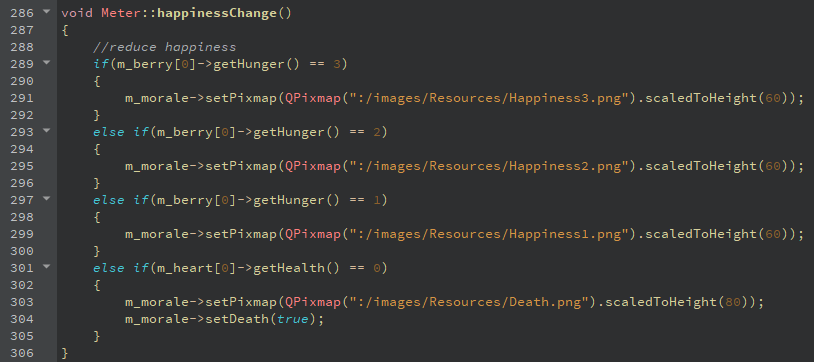 286 void Meter::happinessChange()
287 {
288     //reduce happiness
289     if(m_berry[0]->getHunger() == 3)
290     {
291         m_morale->setPixmap(QPixmap(":/images/Resources/Happiness3.png").scaledToHeight(60));
292     }
293     else if(m_berry[0]->getHunger() == 2)
294     {
295         m_morale->setPixmap(QPixmap(":/images/Resources/Happiness2.png").scaledToHeight(60));
296     }
297     else if(m_berry[0]->getHunger() == 1)
298     {
299         m_morale->setPixmap(QPixmap(":/images/Resources/Happiness1.png").scaledToHeight(60));
300     }
301     else if(m_heart[0]->getHealth() == 0)
302     {
303         m_morale->setPixmap(QPixmap(":/images/Resources/Death.png").scaledToHeight(80));
304         m_morale->setDeath(true);
305     }
306 }